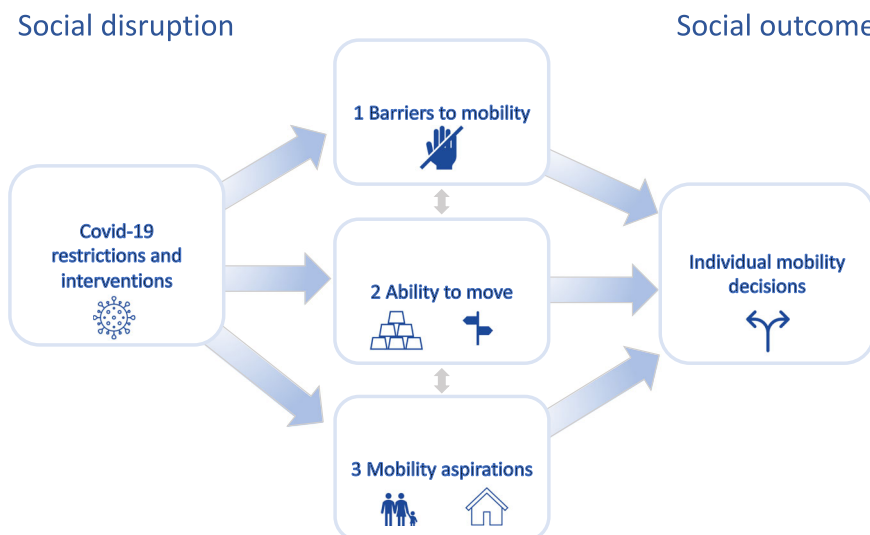 Social disruption
Social outcome
1 Barriers to mobility
Covid-19
restrictions and
interventions
2 Ability to move
Individual mobility
decisions
3 Mobility aspirations